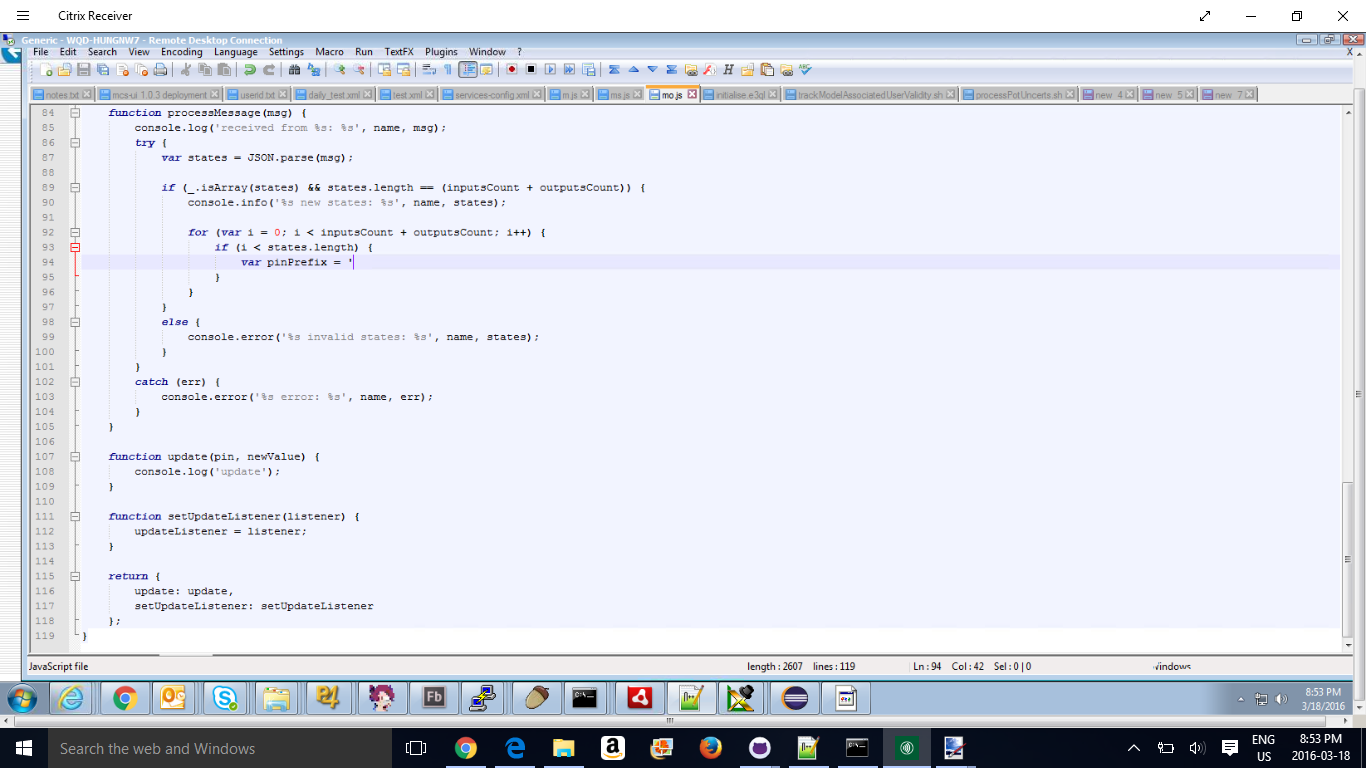 Citrix Receiver
Generic - WQD-HUNGNW7 - Remote Desktop Connection
File Edit Search View Encoding Language Settings Macro Run TextFX Plugins Window ? X
notes.txt mcs-ui 1.0.3 deployment userid.txt daily_test.xml test.xml services-config.xml m.js ms.js mo.js initialise.e3ql trackModelAssociatedUserValidity.sh processPotUncerts.sh new 4 new 5 new 7
84 function processMessage(msg) {
85 console.log('received from %s: %s', name, msg);
86 try {
87 var states = JSON.parse(msg);
88
89 if (_.isArray(states) && states.length == (inputsCount + outputsCount)) {
90 console.info('%s new states: %s', name, states);
91
92 for (var i = 0; i < inputsCount + outputsCount; i++) {
93 if (i < states.length) {
94 var pinPrefix = '
95 }
96 }
97 }
98 else {
99 console.error('%s invalid states: %s', name, states);
100 }
101 }
102 catch (err) {
103 console.error('%s error: %s', name, err);
104 }
105 }
106
107 function update(pin, newValue) {
108 console.log('update');
109 }
110
111 function setUpdateListener(listener) {
112 updateListener = listener;
113 }
114
115 return {
116 update: update,
117 setUpdateListener: setUpdateListener
118 };
119 }
JavaScript file length : 2607 lines : 119 Ln : 94 Col : 42 Sel : 0 | 0 Windows
Fb
8:53 PM
3/18/2016
Search the web and Windows
ENG
US
8:53 PM
2016-03-18